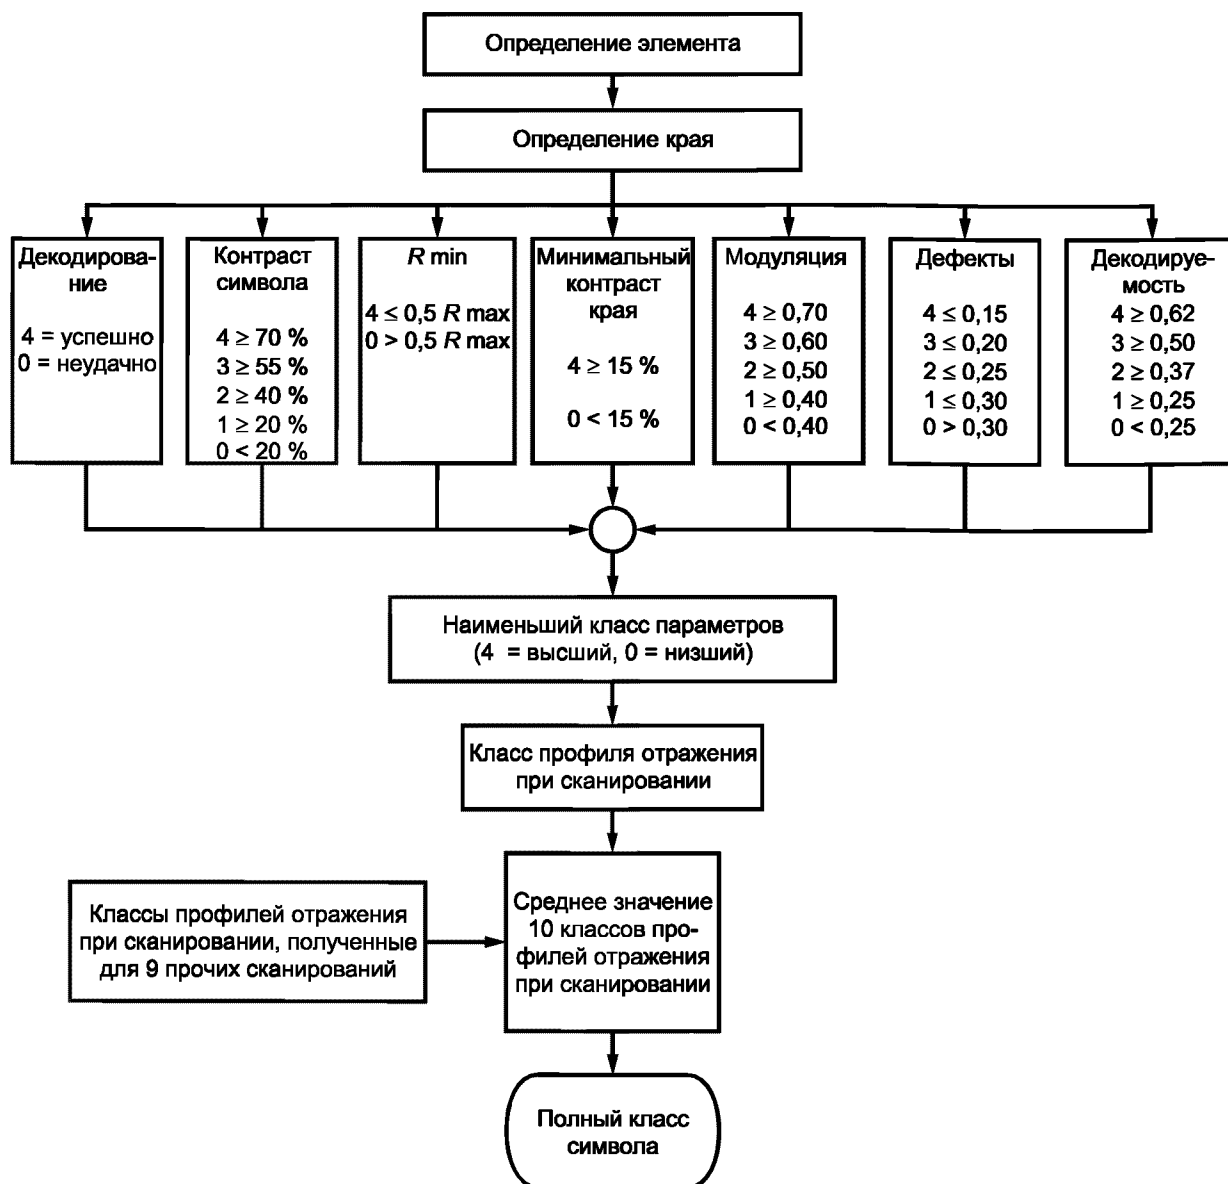 Определение элемента
Определение края
Декодирова-
ние
4 = успешно
0 = неудачно
Контраст
символа
4 ≥ 70 %
3 ≥ 55 %
2 ≥ 40 %
1 ≥ 20 %
0 < 20 %
R min
4 ≤ 0,5 R max
0 > 0,5 R max
Минимальный
контраст
края
4 ≥ 15 %
0 < 15 %
Модуляция
4 ≥ 0,70
3 ≥ 0,60
2 ≥ 0,50
1 ≥ 0,40
0 < 0,40
Дефекты
4 ≤ 0,15
3 ≤ 0,20
2 ≤ 0,25
1 ≤ 0,30
0 > 0,30
Декодируе-
мость
4 ≥ 0,62
3 ≥ 0,50
2 ≥ 0,37
1 ≥ 0,25
0 < 0,25
Наименьший класс параметров
(4 = высший, 0 = низший)
Класс профиля отражения
при сканировании
Классы профилей отражения
при сканировании, полученные
для 9 прочих сканирований
Среднее значение
10 классов про-
филей отражения
при сканировании
Полный класс
символа